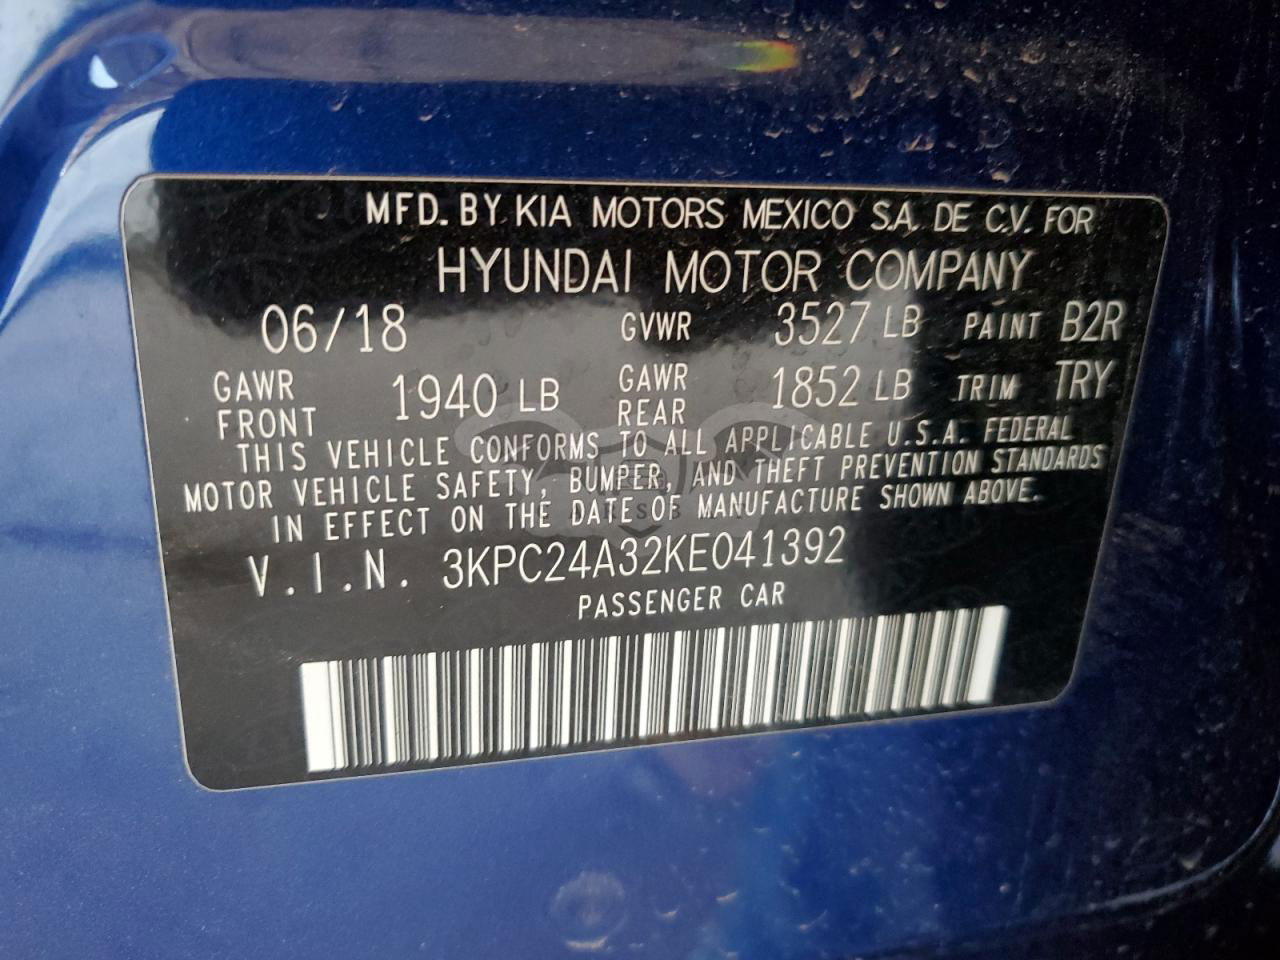 MFD. BY KIA MOTORS MEXICO S.A. DE C.V. FOR
HYUNDAI MOTOR COMPANY
06/18 GVWR 3527 LB PAINT B2R
GAWR FRONT 1940 LB GAWR REAR 1852 LB TRIM TRY
THIS VEHICLE CONFORMS TO ALL APPLICABLE U.S.A. FEDERAL
MOTOR VEHICLE SAFETY, BUMPER, AND THEFT PREVENTION STANDARDS
IN EFFECT ON THE DATE OF MANUFACTURE SHOWN ABOVE.
V.I.N. 3KPC24A32KE041392
PASSENGER CAR